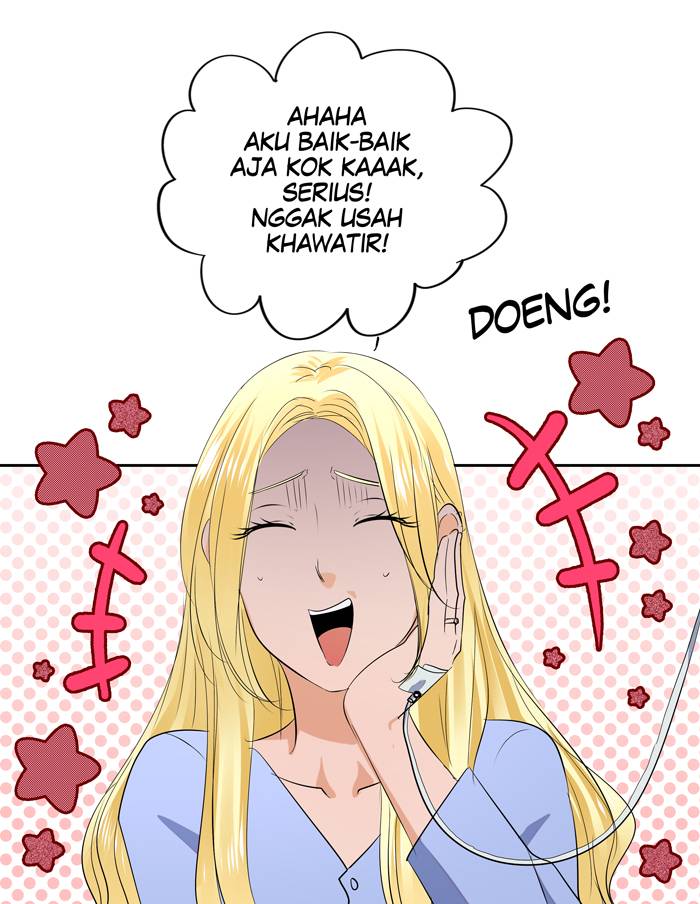 AHAHA
AKU BAIK-BAIK
AJA KOK KAAAK,
SERIUS!
NGGAK USAH
KHAWATIR!
DOENG!